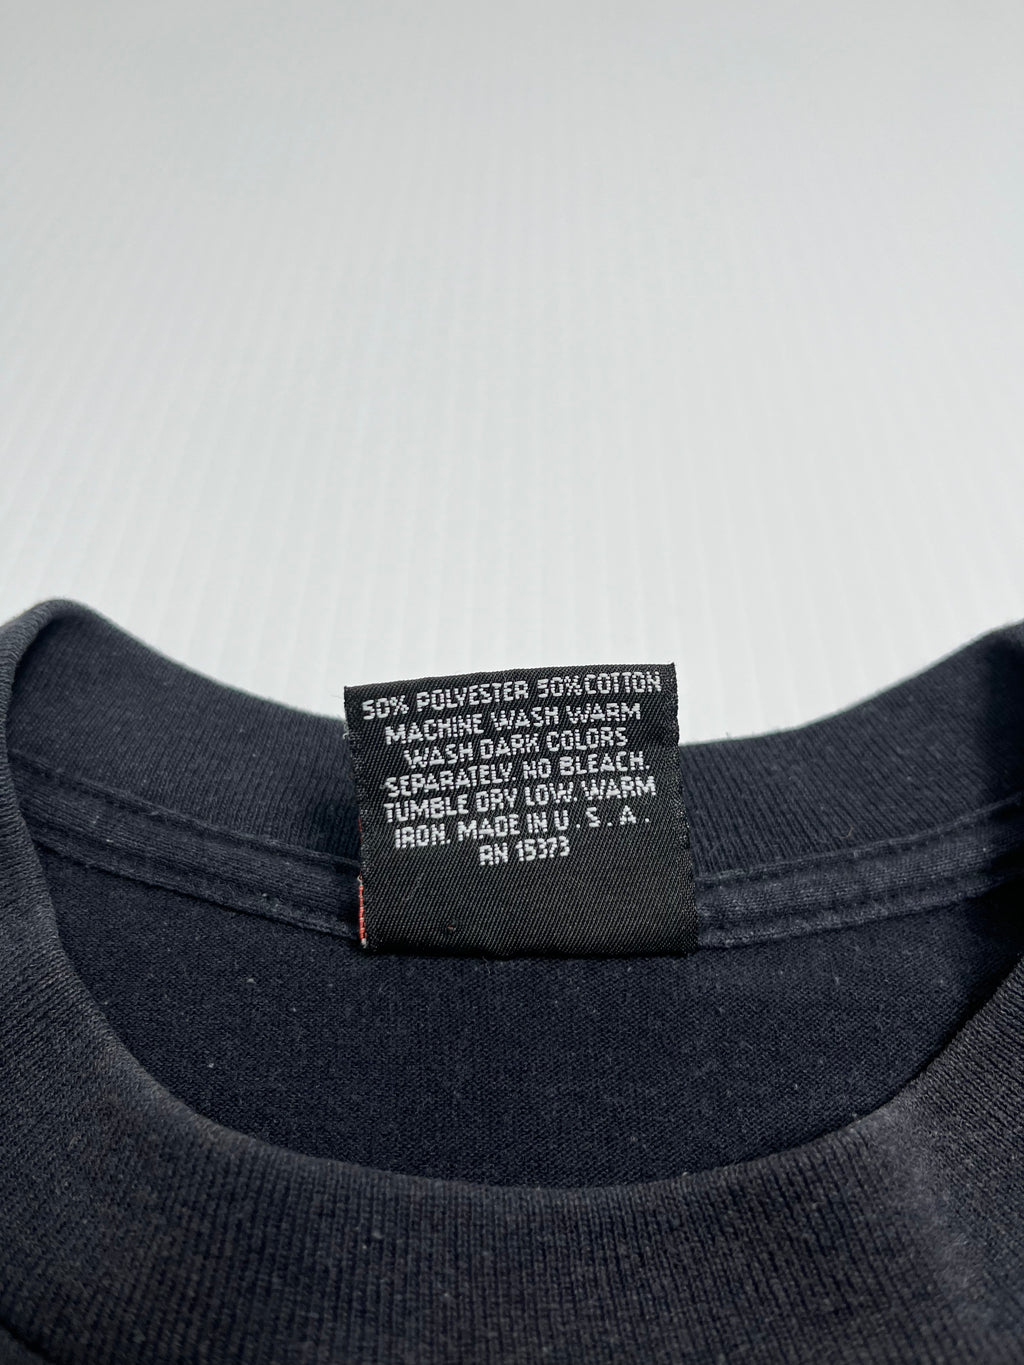 50% POLYESTER 50% COTTON
MACHINE WASH WARM
WASH DARK COLORS
SEPARATELY. NO BLEACH.
TUMBLE DRY LOW. WARM
IRON. MADE IN U.S.A.
RN 15373